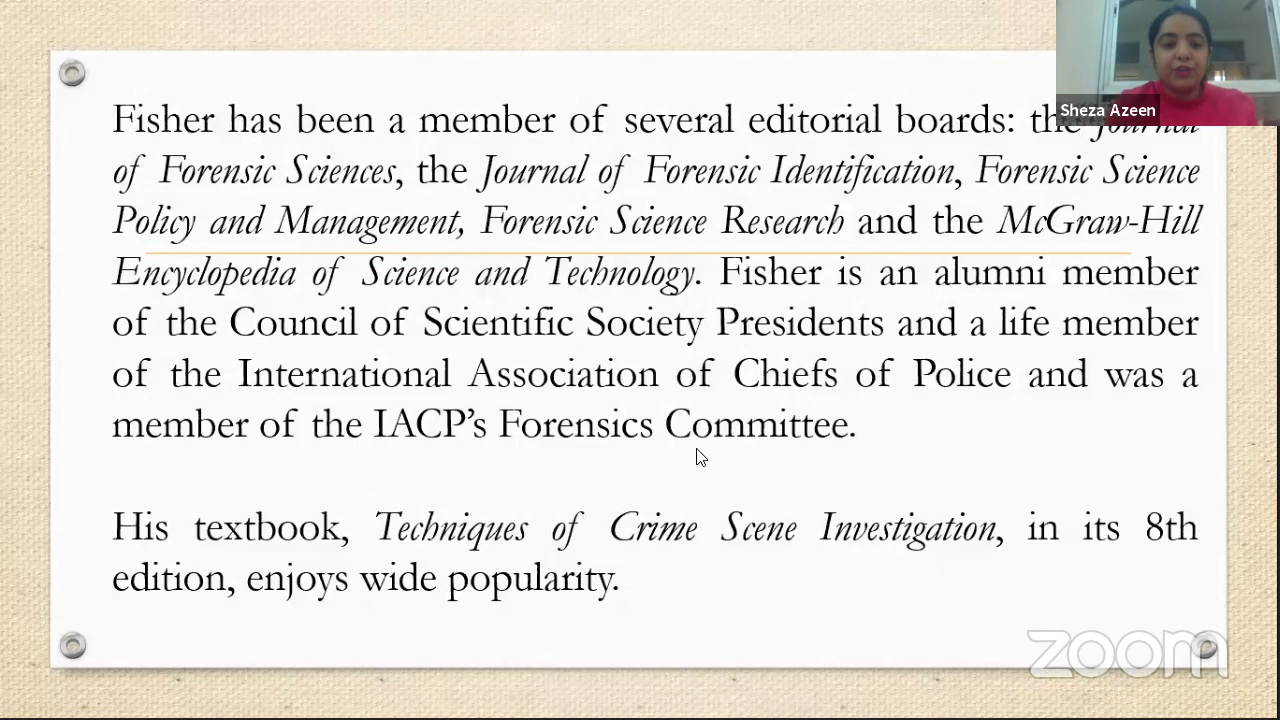 Sheza Azeen
Fisher has been a member of several editorial boards: the Journal
of Forensic Sciences, the Journal of Forensic Identification, Forensic Science
Policy and Management, Forensic Science Research and the McGraw-Hill
Encyclopedia of Science and Technology. Fisher is an alumni member
of the Council of Scientific Society Presidents and a life member
of the International Association of Chiefs of Police and was a
member of the IACP's Forensics Committee.
His textbook, Techniques of Crime Scene Investigation, in its 8th
edition, enjoys wide popularity.
zoom